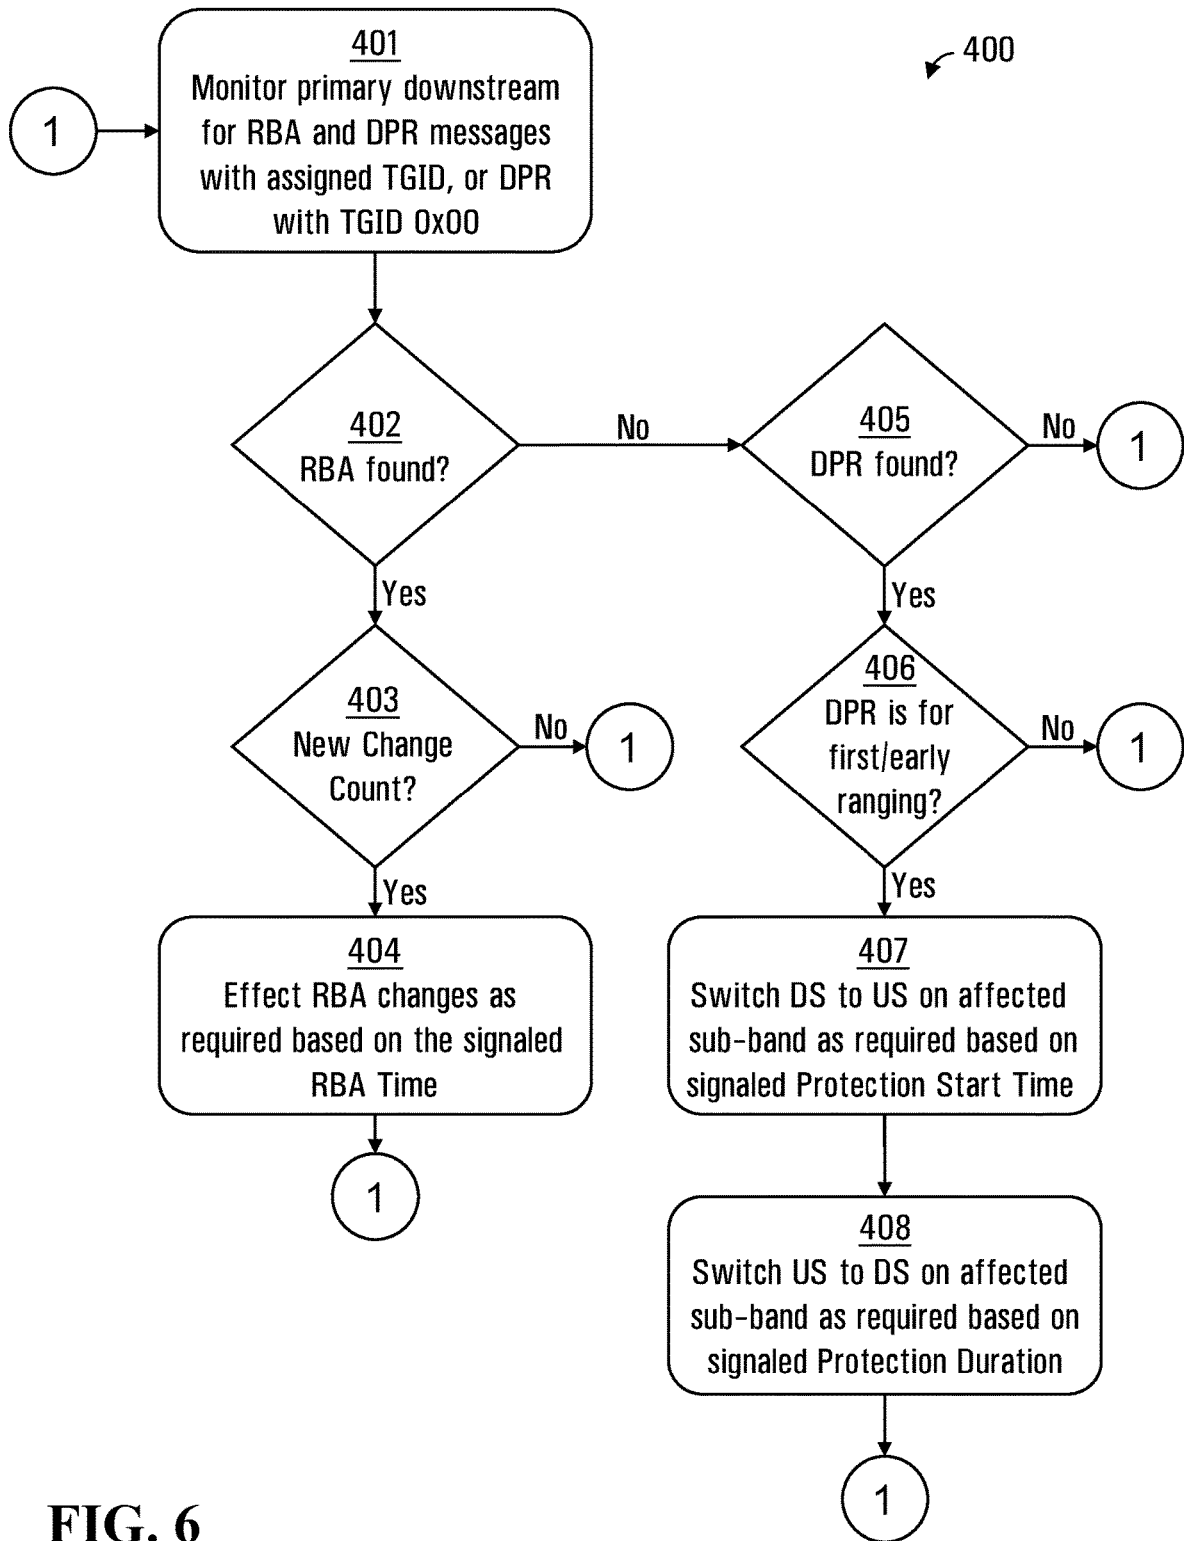 400
1
401
Monitor primary downstream
for RBA and DPR messages
with assigned TGID, or DPR
with TGID 0x00
402
RBA found?
No
405
DPR found?
No
1
Yes
Yes
403
New Change
Count?
No
1
406
DPR is for
first/early
ranging?
No
1
Yes
Yes
404
Effect RBA changes as
required based on the signaled
RBA Time
1
407
Switch DS to US on affected
sub-band as required based on
signaled Protection Start Time
408
Switch US to DS on affected
sub-band as required based on
signaled Protection Duration
1
FIG. 6